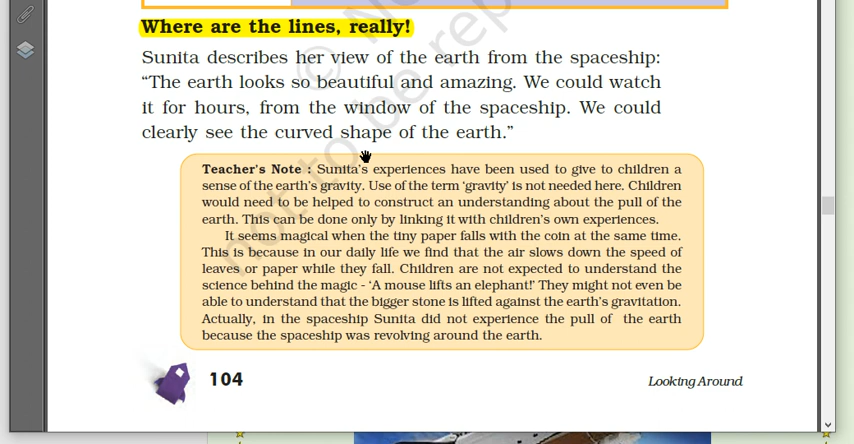 Where are the lines, really!
Sunita describes her view of the earth from the spaceship:
“The earth looks so beautiful and amazing. We could watch
it for hours, from the window of the spaceship. We could
clearly see the curved shape of the earth.”
Teacher's Note : Sunita's experiences have been used to give to children a
sense of the earth's gravity. Use of the term 'gravity' is not needed here. Children
would need to be helped to construct an understanding about the pull of the
earth. This can be done only by linking it with children's own experiences.
It seems magical when the tiny paper falls with the coin at the same time.
This is because in our daily life we find that the air slows down the speed of
leaves or paper while they fall. Children are not expected to understand the
science behind the magic - 'A mouse lifts an elephant!' They might not even be
able to understand that the bigger stone is lifted against the earth's gravitation.
Actually, in the spaceship Sunita did not experience the pull of the earth
because the spaceship was revolving around the earth.
104
Looking Around
not to be rep
© N